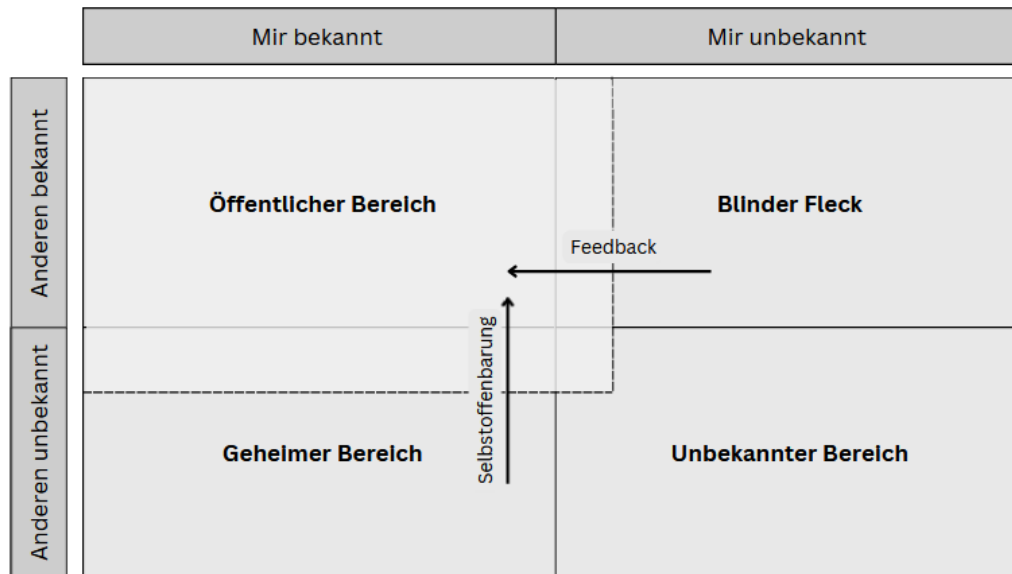 Mir bekannt
Mir unbekannt
Anderen bekannt
Öffentlicher Bereich
Blinder Fleck
Feedback
Selbstoffenbarung
Anderen unbekannt
Geheimer Bereich
Unbekannter Bereich